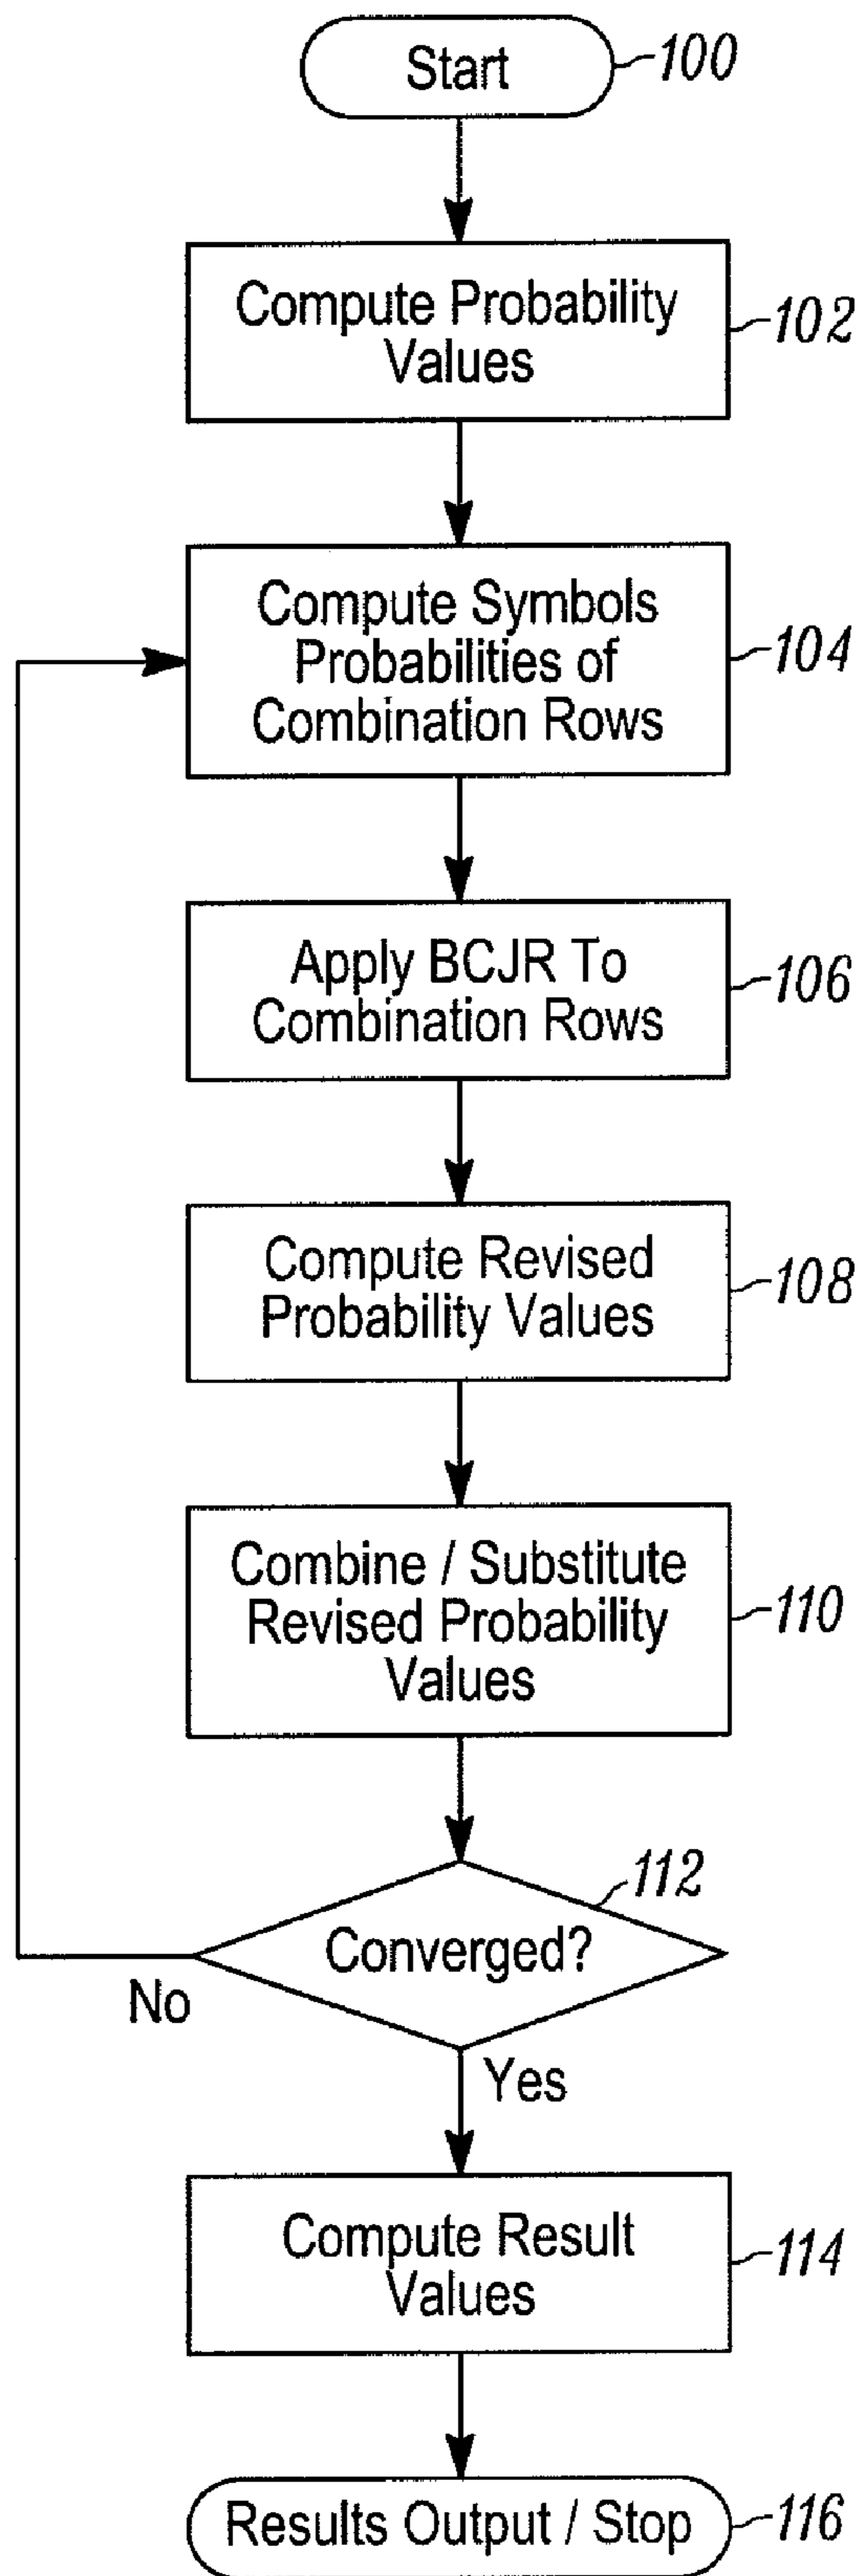 Start
100
Compute Probability
Values
102
Compute Symbols
Probabilities of
Combination Rows
104
Apply BCJR To
Combination Rows
106
Compute Revised
Probability Values
108
Combine / Substitute
Revised Probability
Values
110
112
Converged?
No
Yes
Compute Result
Values
114
Results Output / Stop
116